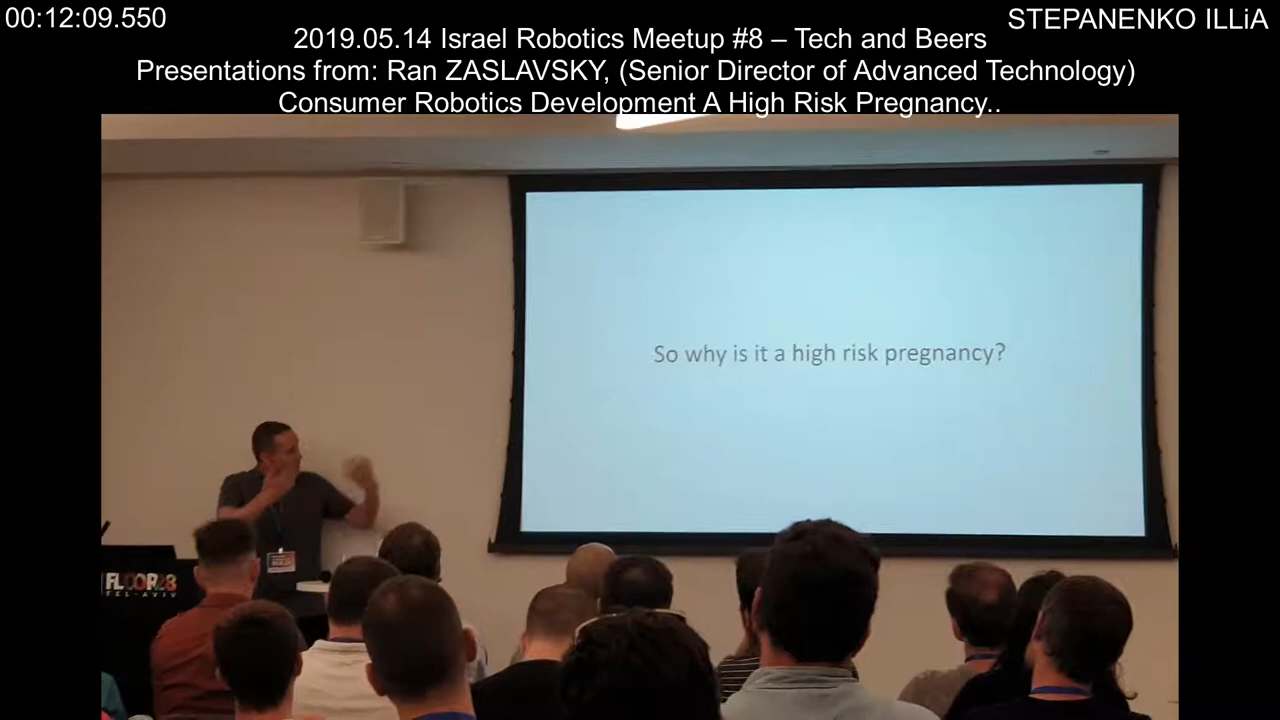 00:12:09.550
STEPANENKO ILLiA
2019.05.14 Israel Robotics Meetup #8 – Tech and Beers
Presentations from: Ran ZASLAVSKY, (Senior Director of Advanced Technology)
Consumer Robotics Development A High Risk Pregnancy..
So why is it a high risk pregnancy?
FLOOR28
TEL-AVIV